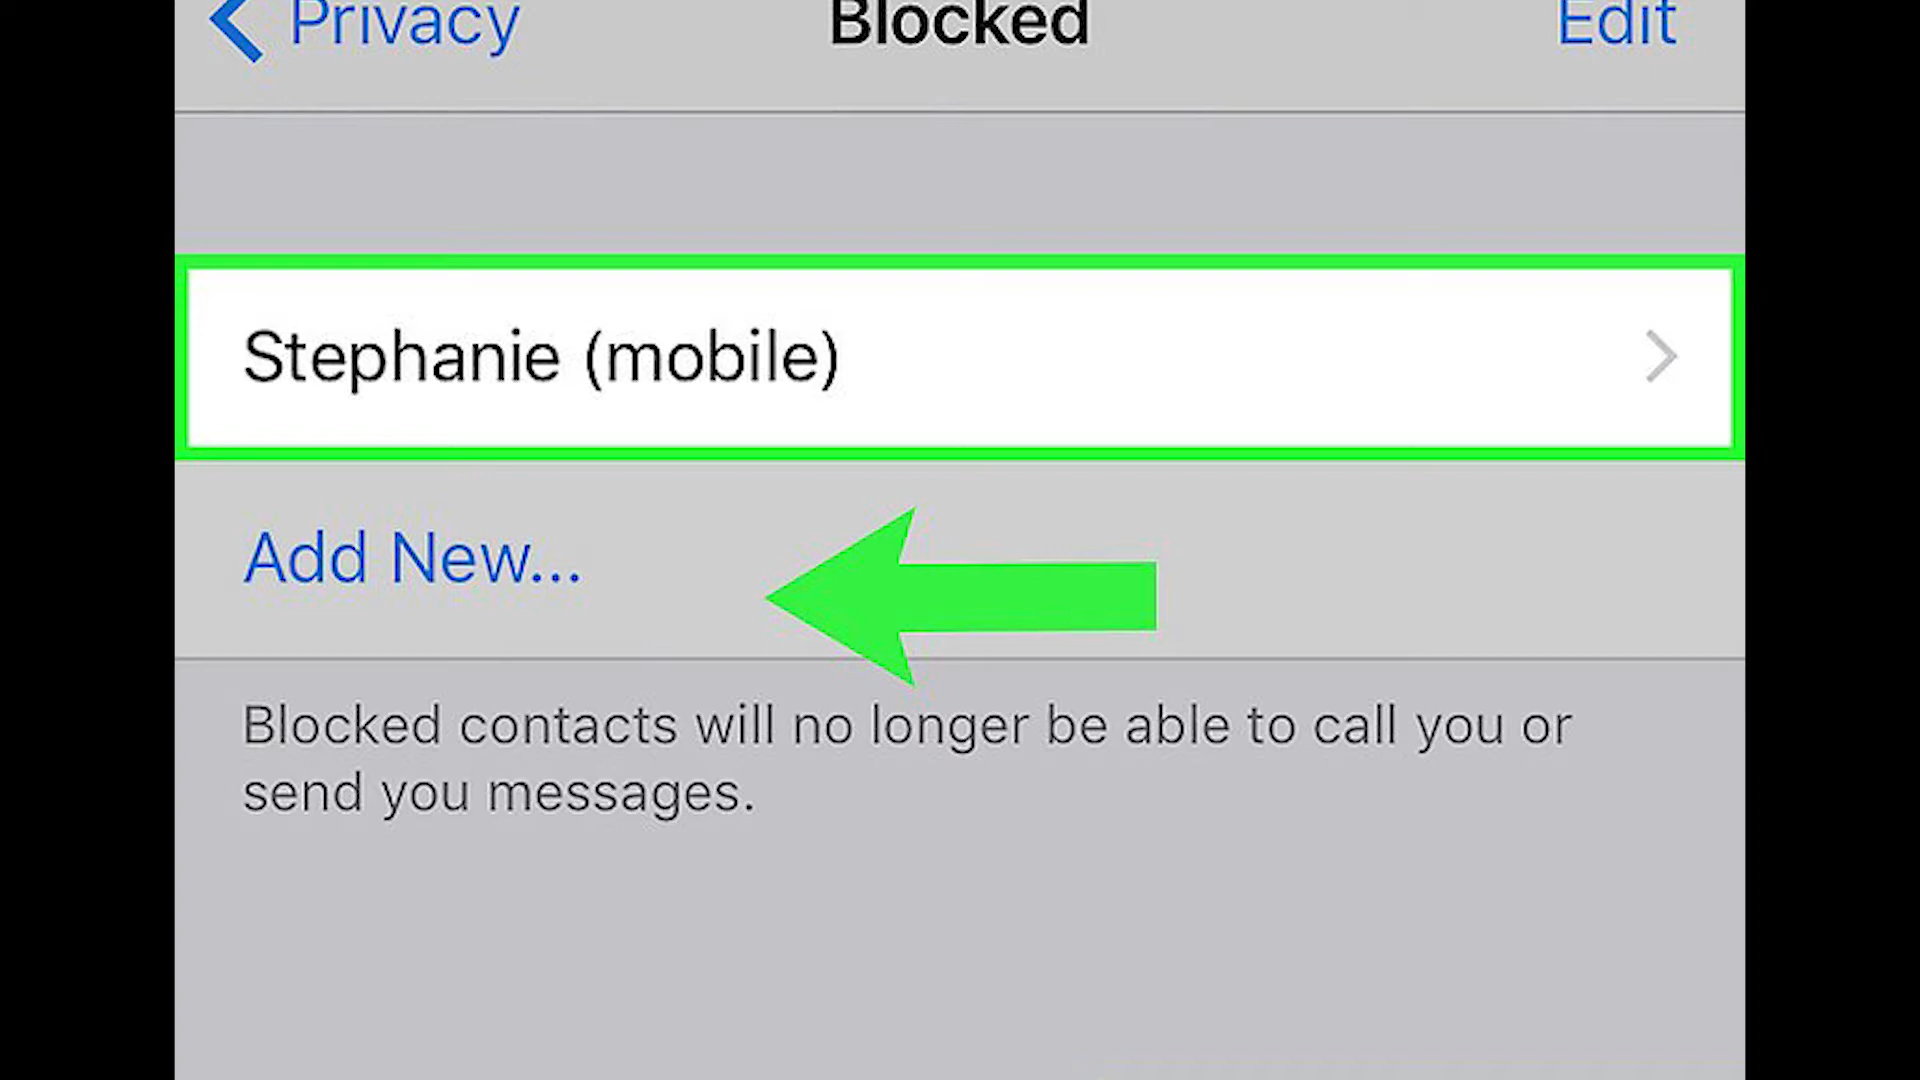 Privacy
Blocked
Edit
Stephanie (mobile)
Add New...
Blocked contacts will no longer be able to call you or
send you messages.